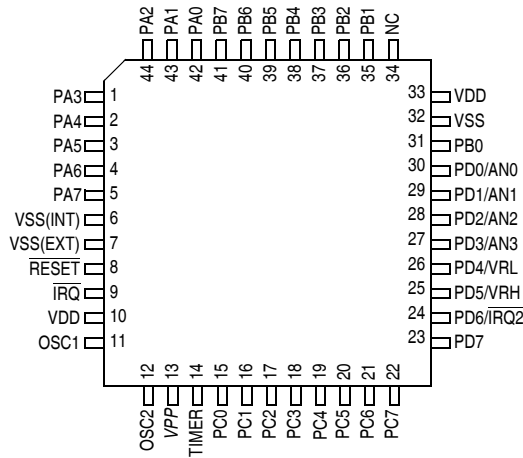 PA2 PA1 PA0 PB7 PB6 PB5 PB4 PB3 PB2 PB1 NC
44 43 42 41 40 39 38 37 36 35 34
PA3 1 33 VDD
PA4 2 32 VSS
PA5 3 31 PB0
PA6 4 30 PD0/AN0
PA7 5 29 PD1/AN1
VSS(INT) 6 28 PD2/AN2
VSS(EXT) 7 27 PD3/AN3
RESET 8 26 PD4/VRL
IRQ 9 25 PD5/VRH
VDD 10 24 PD6/IRQ2
OSC1 11 23 PD7
12 13 14 15 16 17 18 19 20 21 22
OSC2 VPP TIMER PC0 PC1 PC2 PC3 PC4 PC5 PC6 PC7